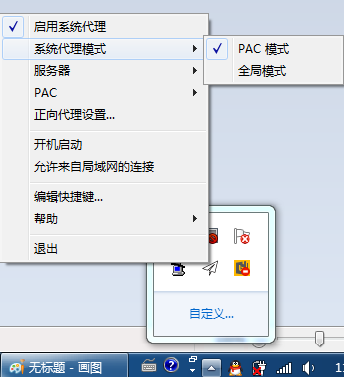 启用系统代理
系统代理模式
PAC 模式
服务器
全局模式
PAC
正向代理设置...
开机启动
允许来自局域网的连接
编辑快捷键...
帮助
退出
自定义...
无标题 - 画图